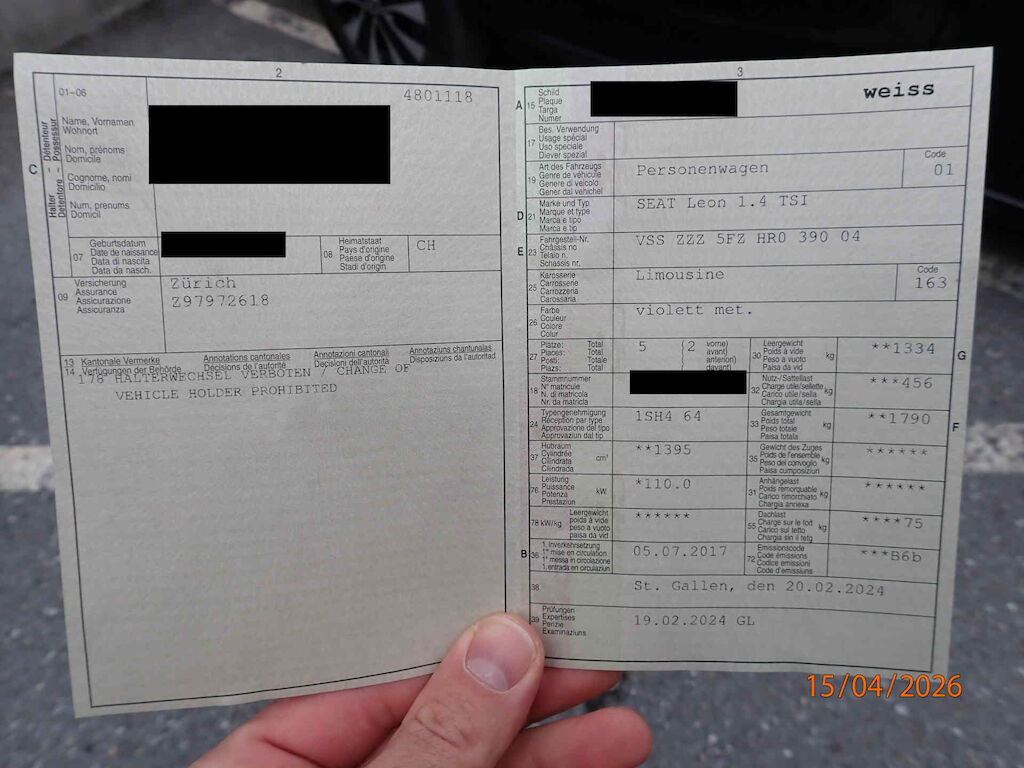 2
01-06
4801118
C
Halter - Détenteur
Detentore - Possessur
Name, Vornamen
Wohnort
Nom, prénoms
Domicile
Cognome, nomi
Domicilio
Num, prenums
Domicil
07
Geburtsdatum
Date de naissance
Data di nascita
Data da nasch.
08
Heimatstaat
Pays d'origine
Paese d'origine
Stadi d'origin
CH
09
Versicherung
Assurance
Assicurazione
Assicuranza
Zürich
Z97972618
13 Kantonale Vermerke
14 Verfügungen der Behörde
Annotations cantonales
Décisions de l'autorité
Annotazioni cantonali
Decisioni dell'autorità
Annotaziuns chantunalas
Disposiziuns da l'autoritad
178 HALTERWECHSEL VERBOTEN / CHANGE OF
VEHICLE HOLDER PROHIBITED
3
A
15
Schild
Plaque
Targa
Numer
weiss
17
Bes. Verwendung
Usage spécial
Uso speciale
Diever spezial
19
Art des Fahrzeugs
Genre de véhicule
Genere di veicolo
Gener dal vehichel
Personenwagen
Code
01
D
21
Marke und Typ
Marque et type
Marca e tipo
Marca e tip
SEAT Leon 1.4 TSI
E
23
Fahrgestell-Nr.
Châssis no
Telaio n.
Schassis nr.
VSS ZZZ 5FZ HR0 390 04
25
Karosserie
Carrosserie
Carrozzeria
Carossaria
Limousine
Code
163
26
Farbe
Couleur
Colore
Colur
violett met.
27
Plätze: Total
Places: Total
Posti: Totale
Plazs: Total
5 (2
vorne)
avant)
anteriori)
davant)
30
Leergewicht
Poids à vide
Peso a vuoto
Paisa da vid
kg
**1334
G
18
Stammnummer
N° matricule
N. di matricola
Nr. da matricla
32
Nutz-/Sattellast
Charge utile/sellette
Carico utile/sella
Chargia utila/sella
kg
***456
24
Typengenehmigung
Réception par type
Approvazione del tipo
Approvaziun dal tip
1SH4 64
33
Gesamtgewicht
Poids total
Peso totale
Paisa totala
kg
**1790
F
37
Hubraum
Cylindrée
Cilindrata
Cilindrada
cm³
**1395
35
Gewicht des Zuges
Poids de l'ensemble
Peso del convoglio
Paisa cumposiziun
kg
******
76
Leistung
Puissance
Potenza
Prestaziun
kW
*110.0
31
Anhängelast
Poids remorquable
Carico rimorchiato
Chargia annexa
kg
******
78 kW/kg
Leergewicht
poids à vide
peso a vuoto
paisa da vid
******
55
Dachlast
Charge sur le toit
Carico sul tetto
Chargia sin il tetg
kg
****75
B
36
1. Inverkehrsetzung
1re mise en circulation
1a messa in circolazione
1. entrada en circulaziun
05.07.2017
72
Emissionscode
Code émissions
Codice emissioni
Code d'emissiuns
***B6b
38.
St. Gallen, den 20.02.2024
39
Prüfungen
Expertises
Perizie
Examinaziuns
19.02.2024 GL
15/04/2026